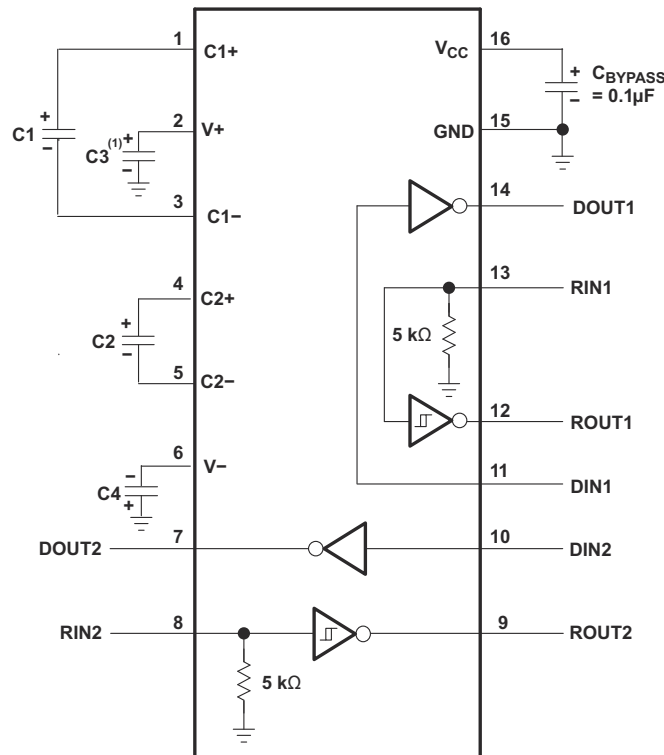 1 C1+ VCC 16
+ CBYPASS
− = 0.1µF
+ C1 −
2 V+ GND 15
C3(1) + −
14 DOUT1
3 C1−
13 RIN1
4 C2+
+ C2 −
5 kΩ
5 C2−
12 ROUT1
6 V−
11 DIN1
− C4 +
DOUT2 7 10 DIN2
RIN2 8 9 ROUT2
5 kΩ